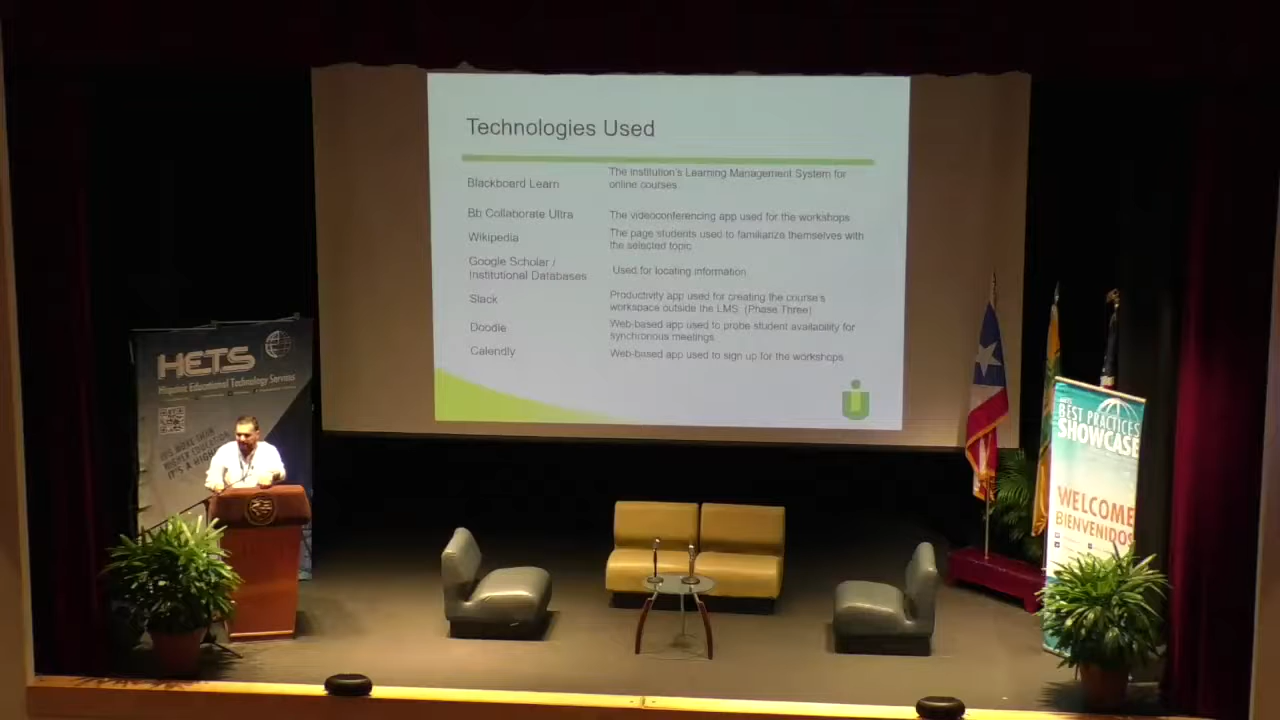 Technologies Used
Blackboard Learn
The institution's Learning Management System for
online courses.
Bb Collaborate Ultra
The videoconferencing app used for the workshops
Wikipedia
The page students used to familiarize themselves with
the selected topic
Google Scholar /
Institutional Databases
Used for locating information
Slack
Productivity app used for creating the course's
workspace outside the LMS. (Phase Three)
Doodle
Web-based app used to probe student availability for
synchronous meetings
Calendly
Web-based app used to sign up for the workshops
HETS
Hispanic Educational Technology Services
HIGHER EDUCATION
BEST PRACTICES
SHOWCASE
WELCOME
BIENVENIDOS